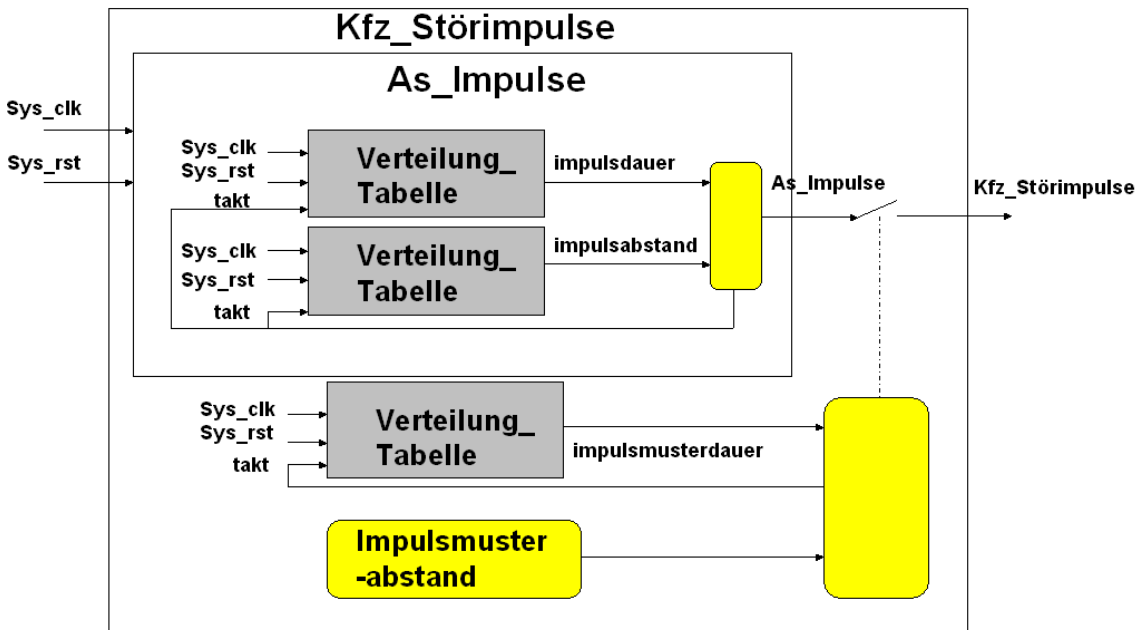 Kfz_Störimpulse
As_Impulse
Sys_clk
Sys_rst
Sys_clk
Sys_rst
takt
Verteilung_
Tabelle
impulsdauer
As_Impulse
Kfz_Störimpulse
Sys_clk
Sys_rst
takt
Verteilung_
Tabelle
impulsabstand
Sys_clk
Sys_rst
takt
Verteilung_
Tabelle
impulsmusterdauer
Impulsmuster
-abstand